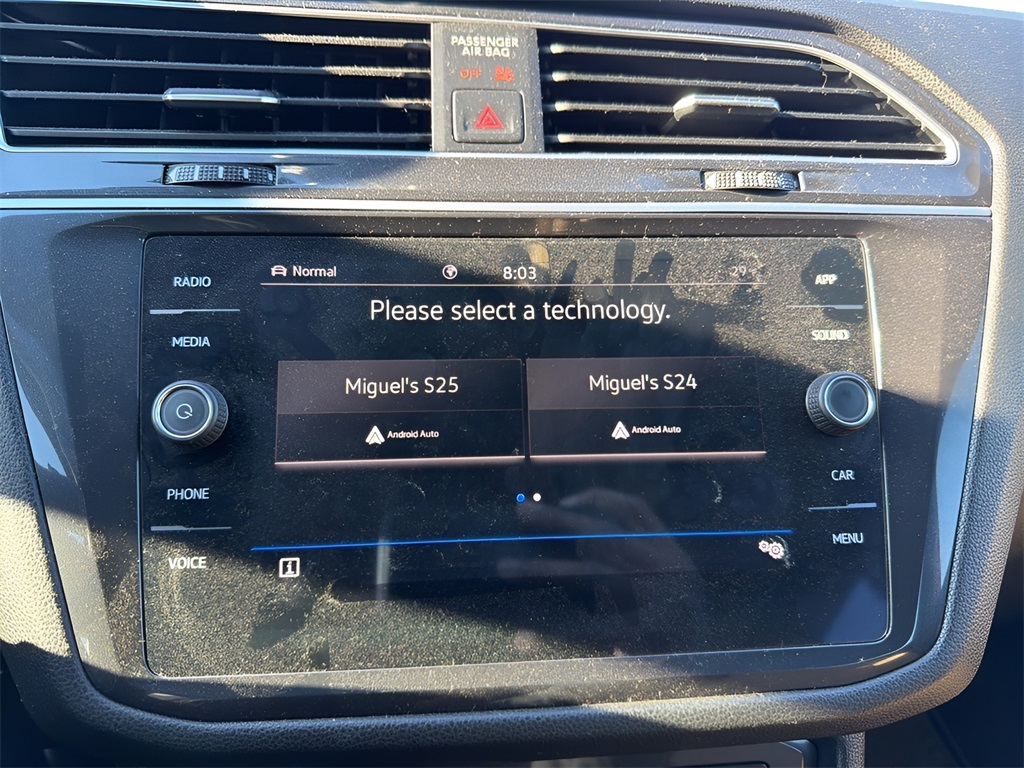 PASSENGER
AIR BAG
OFF
RADIO
MEDIA
PHONE
VOICE
Normal
8:03
29
Please select a technology.
Miguel's S25
Android Auto
Miguel's S24
Android Auto
i
APP
SOUND
CAR
MENU